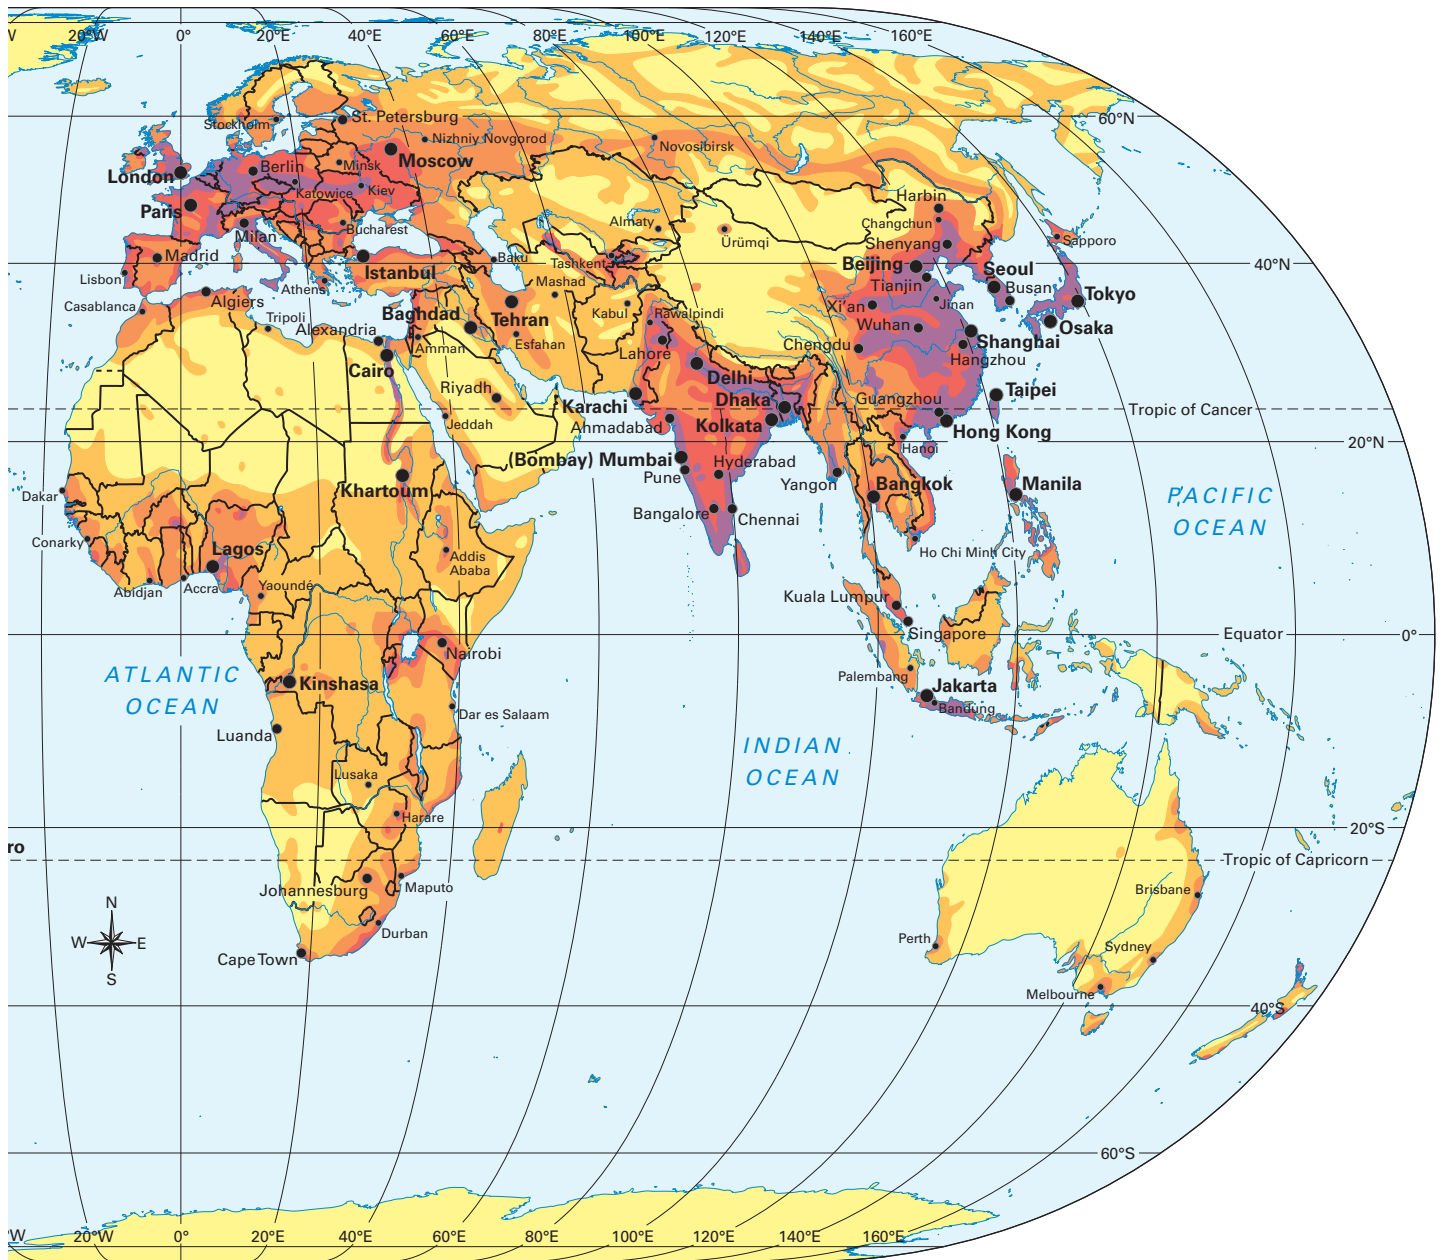 W
20°W
0°
20°E
40°E
60°E
80°E
100°E
120°E
140°E
160°E
60°N
St. Petersburg
Stockholm
Nizhniy Novgorod
Novosibirsk
Moscow
Minsk
Berlin
London
Katowice
Kiev
Harbin
Paris
Bucharest
Almaty
Ürümqi
Changchun
Milan
Shenyang
Sapporo
Madrid
Baku
Tashkent
Beijing
40°N
Istanbul
Seoul
Lisbon
Athens
Mashad
Tianjin
Busan
Tokyo
Casablanca
Algiers
Baghdad
Tehran
Kabul
Rawalpindi
Xi'an
Jinan
Tripoli
Alexandria
Wuhan
Osaka
Amman
Esfahan
Lahore
Chengdu
Shanghai
Hangzhou
Cairo
Riyadh
Delhi
Taipei
Karachi
Dhaka
Guangzhou
Tropic of Cancer
Jeddah
Ahmadabad
Kolkata
Hong Kong
Hanoi
20°N
(Bombay) Mumbai
Hyderabad
Pune
Yangon
Bangkok
Manila
Khartoum
Dakar
PACIFIC
OCEAN
Bangalore
Chennai
Conarky
Lagos
Addis
Ababa
Ho Chi Minh City
Abidjan
Accra
Yaoundé
Kuala Lumpur
Singapore
Equator
0°
Nairobi
ATLANTIC
OCEAN
Kinshasa
Palembang
Jakarta
Bandung
Dar es Salaam
Luanda
INDIAN
OCEAN
Lusaka
Harare
20°S
ro
Tropic of Capricorn
Johannesburg
Maputo
Brisbane
N
W
E
S
Durban
Cape Town
Perth
Sydney
Melbourne
40°S
60°S
°W
20°W
0°
20°E
40°E
60°E
80°E
100°E
120°E
140°E
160°E